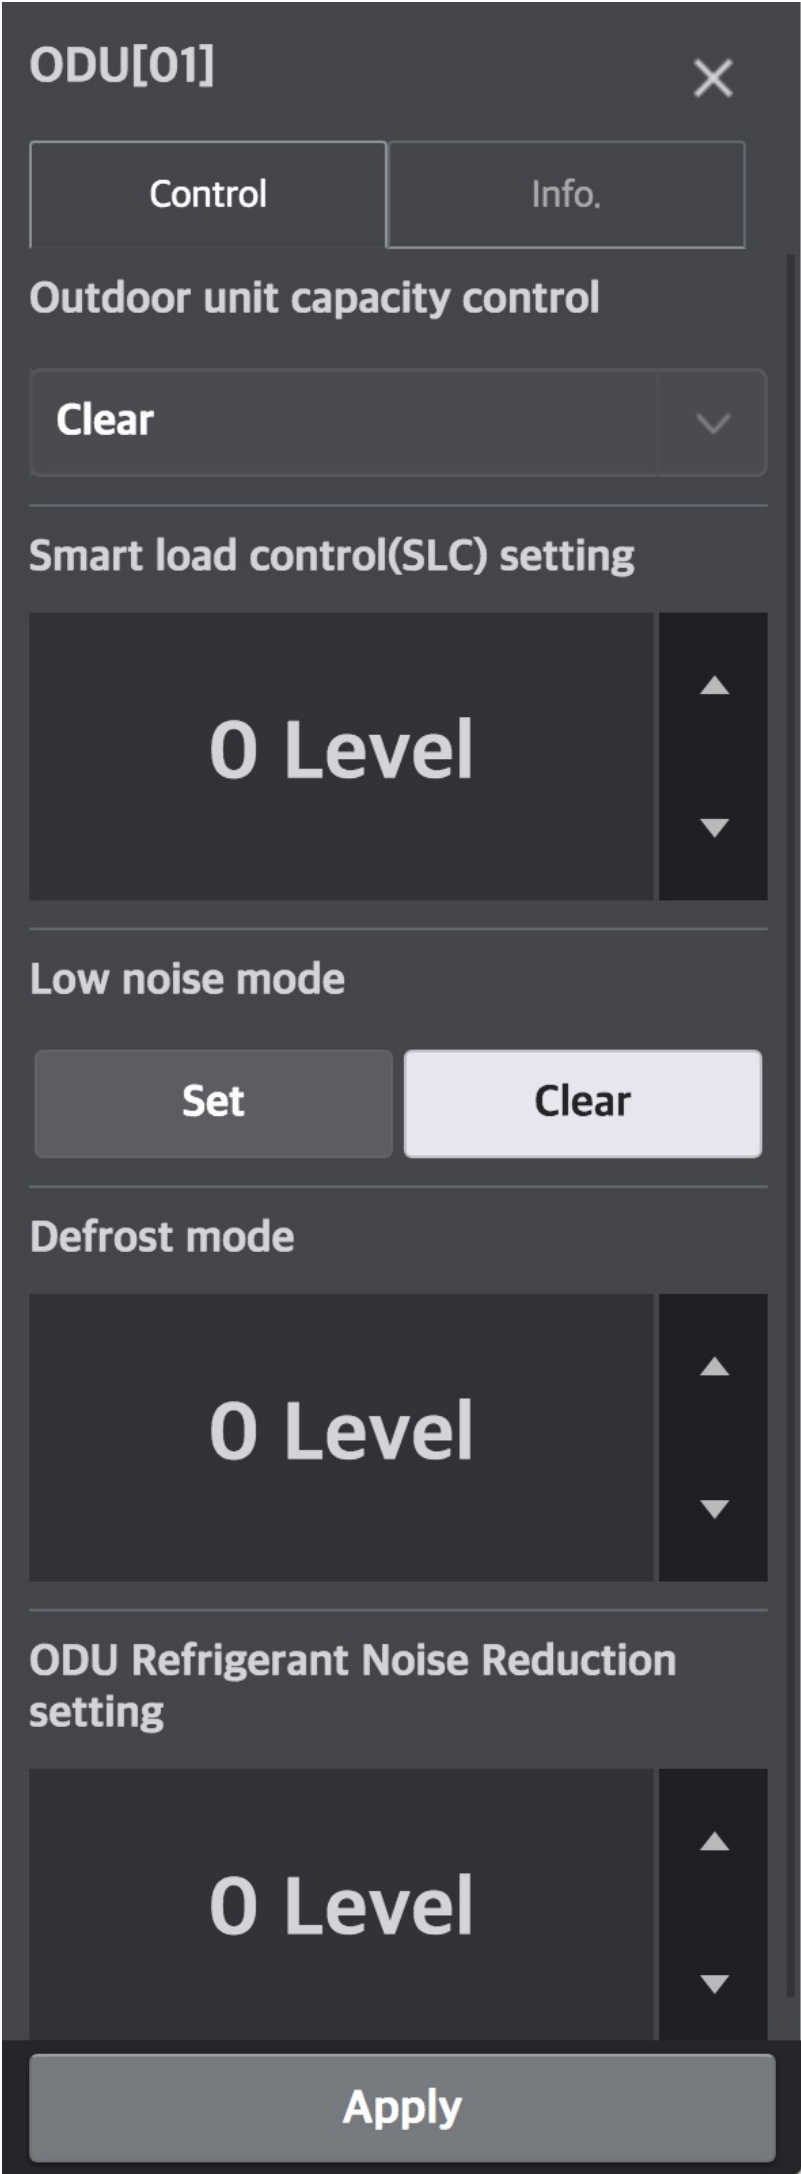 ODU[01]
Control
Info.
Outdoor unit capacity control
Clear
Smart load control(SLC) setting
0 Level
Low noise mode
Set
Clear
Defrost mode
0 Level
ODU Refrigerant Noise Reduction
setting
0 Level
Apply